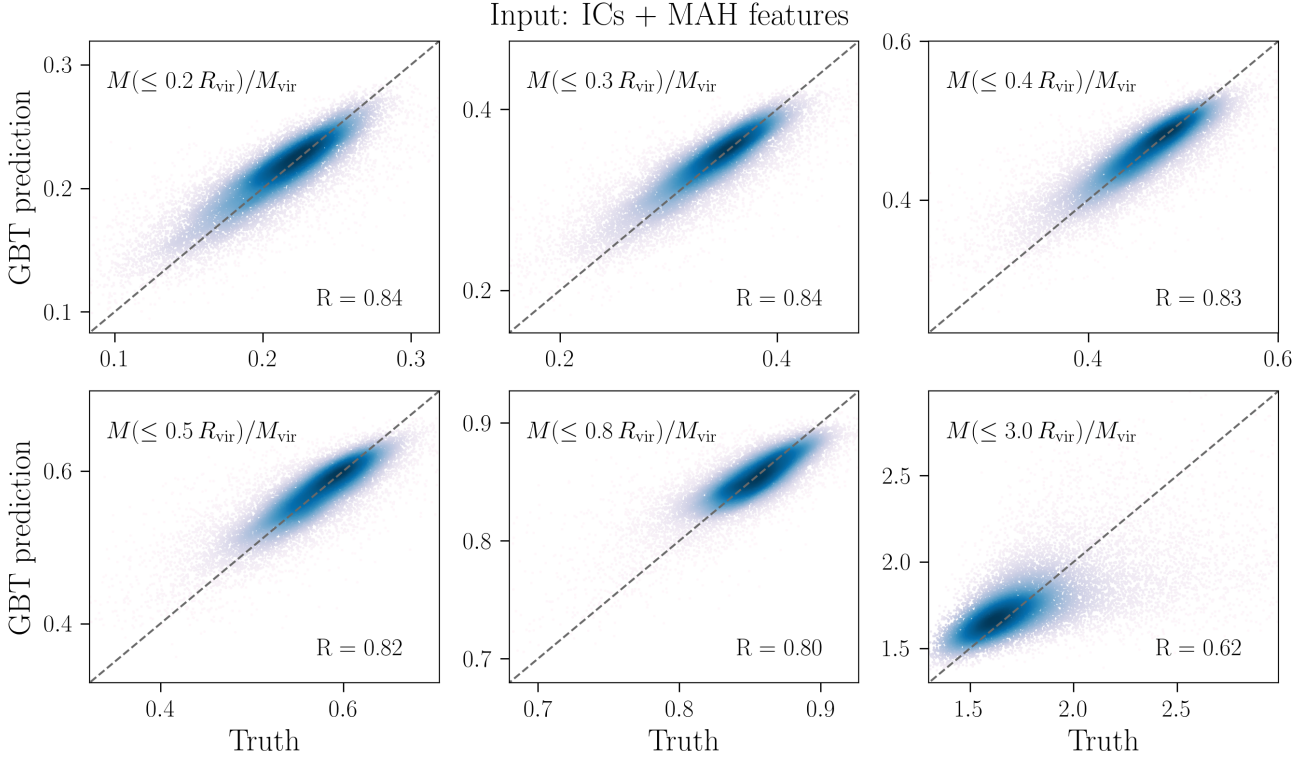 Input: ICs + MAH features
GBT prediction
M(≤ 0.2 R_vir)/M_vir
R = 0.84
0.3
0.2
0.1
0.1 0.2 0.3
M(≤ 0.3 R_vir)/M_vir
R = 0.84
0.4
0.2
0.2 0.4
M(≤ 0.4 R_vir)/M_vir
R = 0.83
0.6
0.4
0.4 0.6
GBT prediction
M(≤ 0.5 R_vir)/M_vir
R = 0.82
0.6
0.4
0.4 0.6
Truth
M(≤ 0.8 R_vir)/M_vir
R = 0.80
0.9
0.8
0.7
0.7 0.8 0.9
Truth
M(≤ 3.0 R_vir)/M_vir
R = 0.62
2.5
2.0
1.5
1.5 2.0 2.5
Truth